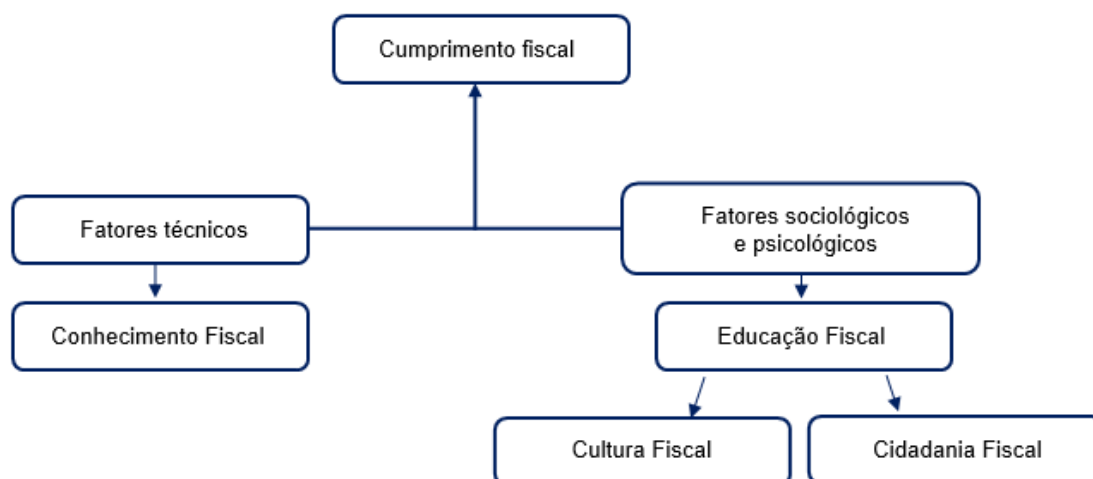 Cumprimento fiscal
Fatores técnicos
Fatores sociológicos
e psicológicos
Conhecimento Fiscal
Educação Fiscal
Cultura Fiscal
Cidadania Fiscal